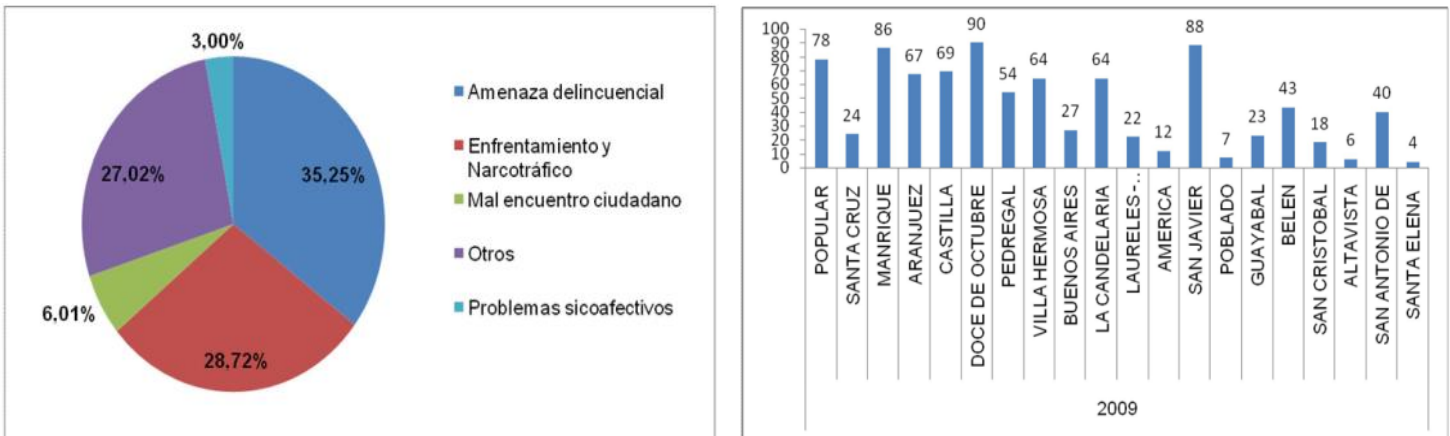 3,00%
35,25%
28,72%
6,01%
27,02%
Amenaza delincuencial
Enfrentamiento y
Narcotráfico
Mal encuentro ciudadano
Otros
Problemas sicoafectivos
100
90
80
70
60
50
40
30
20
10
0
78
24
86
67
69
90
54
64
27
64
22
12
88
7
23
43
18
6
40
4
POPULAR
SANTA CRUZ
MANRIQUE
ARANJUEZ
CASTILLA
DOCE DE OCTUBRE
PEDREGAL
VILLA HERMOSA
BUENOS AIRES
LA CANDELARIA
LAURELES-..
AMERICA
SAN JAVIER
POBLADO
GUAYABAL
BELEN
SAN CRISTOBAL
ALTAVISTA
SAN ANTONIO DE
SANTA ELENA
2009